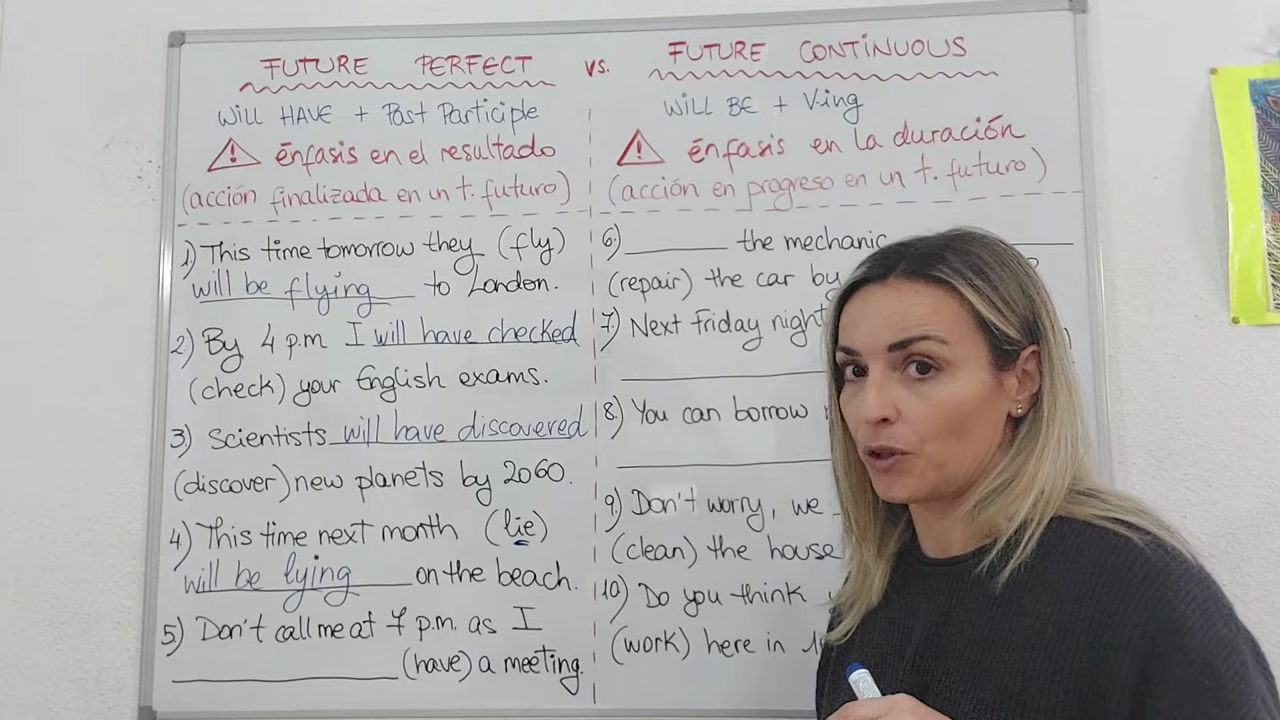 FUTURE PERFECT vs. FUTURE CONTINUOUS
WILL HAVE + Past Participle
⚠ énfasis en el resultado
(acción finalizada en un t. futuro)
1) This time tomorrow they (fly)
will be flying to London.
2) By 4 p.m I will have checked
(check) your English exams.
3) Scientists will have discovered
(discover) new planets by 2060.
4) This time next month (lie)
will be lying on the beach.
5) Don't call me at 7 p.m. as I
(have) a meeting.
WILL BE + V-ing
⚠ énfasis en la duración
(acción en progreso en un t. futuro)
6) ______ the mechanic ______
(repair) the car by
7) Next Friday night
8) You can borrow
9) Don't worry, we
(clean) the house
10) Do you think
(work) here in